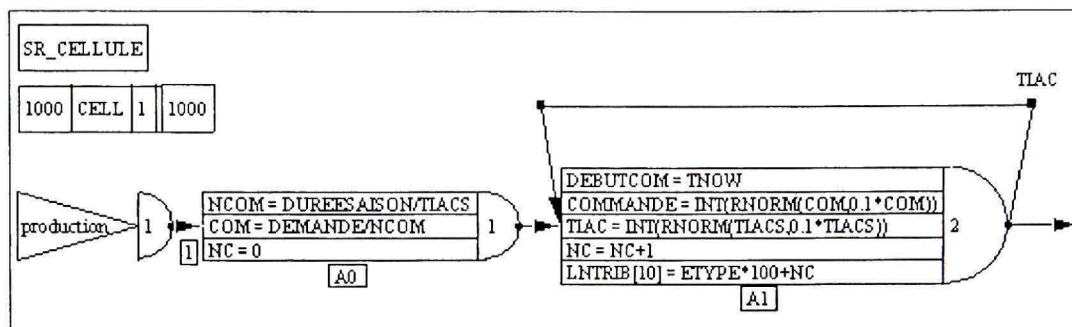 SR_CELLULE
TIAC
1000 CELL 1 1000
DEBUTCOM = TNOW
NCOM = DUREESAISON/TIACS
COMMANDE = INT(RNORM(COM,0.1*COM))
production 1
COM = DEMANDE/NCOM
1
TIAC = INT(RNORM(TIACS,0.1*TIACS))
2
1
NC = 0
NC = NC+1
A0
LNTRIB[10] = ETYPE*100+NC
A1